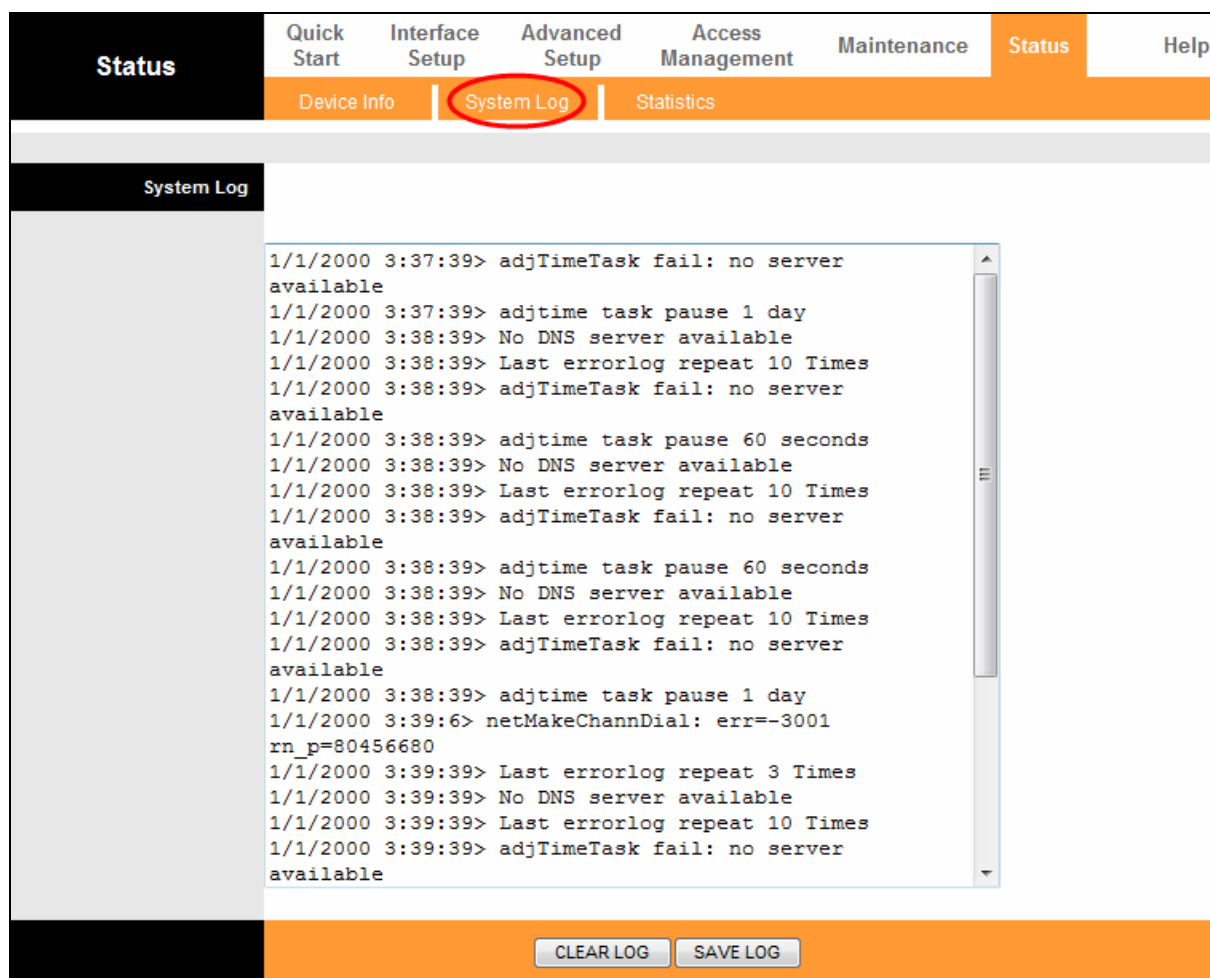 Status
Quick Start
Interface Setup
Advanced Setup
Access Management
Maintenance
Status
Help
Device Info
System Log
Statistics
System Log
1/1/2000 3:37:39> adjTimeTask fail: no server
available
1/1/2000 3:37:39> adjtime task pause 1 day
1/1/2000 3:38:39> No DNS server available
1/1/2000 3:38:39> Last errorlog repeat 10 Times
1/1/2000 3:38:39> adjTimeTask fail: no server
available
1/1/2000 3:38:39> adjtime task pause 60 seconds
1/1/2000 3:38:39> No DNS server available
1/1/2000 3:38:39> Last errorlog repeat 10 Times
1/1/2000 3:38:39> adjTimeTask fail: no server
available
1/1/2000 3:38:39> adjtime task pause 60 seconds
1/1/2000 3:38:39> No DNS server available
1/1/2000 3:38:39> Last errorlog repeat 10 Times
1/1/2000 3:38:39> adjTimeTask fail: no server
available
1/1/2000 3:38:39> adjtime task pause 1 day
1/1/2000 3:39:6> netMakeChannDial: err=-3001
rn_p=80456680
1/1/2000 3:39:39> Last errorlog repeat 3 Times
1/1/2000 3:39:39> No DNS server available
1/1/2000 3:39:39> Last errorlog repeat 10 Times
1/1/2000 3:39:39> adjTimeTask fail: no server
available
CLEAR LOG
SAVE LOG